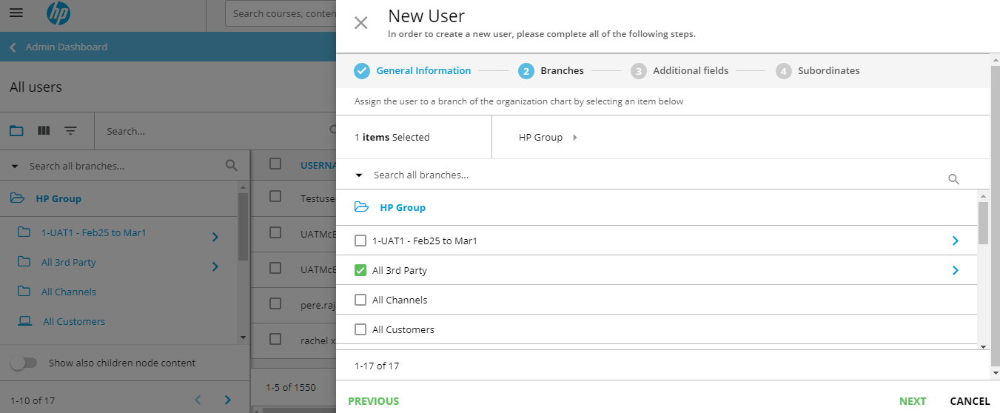 hp
Search courses, conten
Admin Dashboard
All users
Search...
Search all branches...
USERNA
HP Group
Testuse
1-UAT1 - Feb25 to Mar1
All 3rd Party
All Channels
All Customers
UATMcE
UATMcE
pere.raj
rachel x
Show also children node content
1-10 of 17
1-5 of 1550
New User
In order to create a new user, please complete all of the following steps.
General Information
2 Branches
3 Additional fields
4 Subordinates
Assign the user to a branch of the organization chart by selecting an item below
1 items Selected
HP Group
Search all branches...
HP Group
1-UAT1 - Feb25 to Mar1
All 3rd Party
All Channels
All Customers
1-17 of 17
PREVIOUS
NEXT
CANCEL